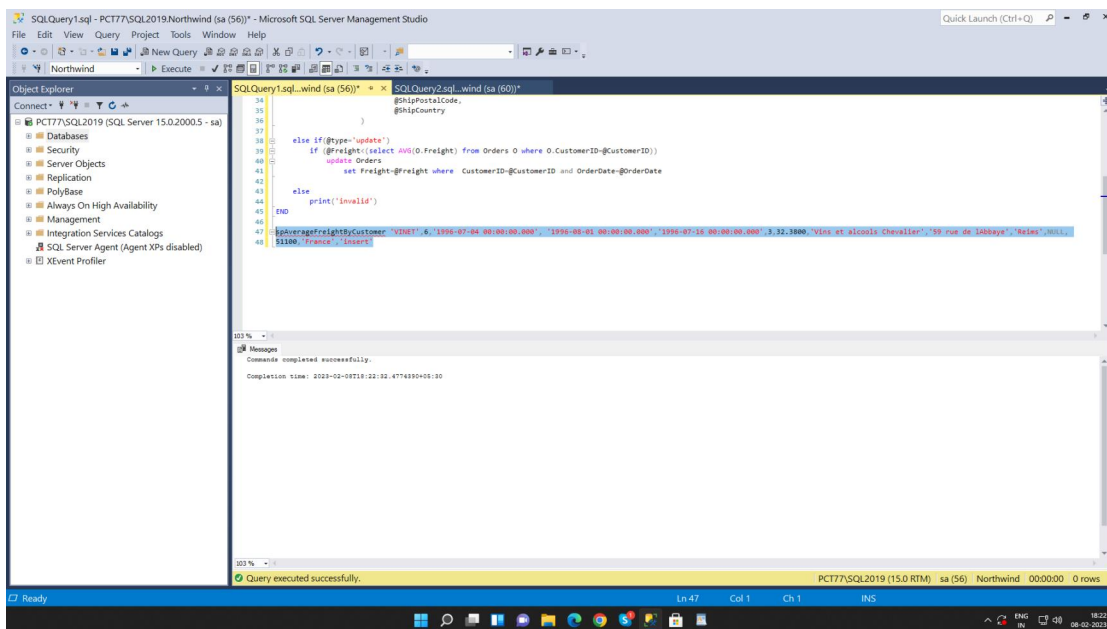 SQLQuery1.sql - PCT77\SQL2019.Northwind (sa (56))* - Microsoft SQL Server Management Studio
Quick Launch (Ctrl+Q)
File Edit View Query Project Tools Window Help
New Query
Northwind
Execute
Object Explorer
SQLQuery1.sql...wind (sa (56))*
SQLQuery2.sql...wind (sa (60))*
Connect
PCT77\SQL2019 (SQL Server 15.0.2000.5 - sa)
Databases
Security
Server Objects
Replication
PolyBase
Always On High Availability
Management
Integration Services Catalogs
SQL Server Agent (Agent XPs disabled)
XEvent Profiler
34 @ShipPostalCode,
35 @ShipCountry
36 )
37
38 else if(@type='update')
39 if (@Freight<(select AVG(O.Freight) from Orders O where O.CustomerID=@CustomerID))
40 update Orders
41 set Freight=@Freight where CustomerID=@CustomerID and OrderDate=@OrderDate
42
43 else
44 print('invalid')
45 END
46
47 spAverageFreightByCustomer 'VINET',6,'1996-07-04 00:00:00.000', '1996-08-01 00:00:00.000','1996-07-16 00:00:00.000',3,32.3800,'Vins et alcools Chevalier','59 rue de lAbbaye','Reims',NULL,
48 51100,'France','insert'
103 %
Messages
Commands completed successfully.
Completion time: 2023-02-08T18:22:32.4774390+05:30
103 %
Query executed successfully.
PCT77\SQL2019 (15.0 RTM) sa (56) Northwind 00:00:00 0 rows
Ready
Ln 47 Col 1 Ch 1 INS
ENG
IN
18:22
08-02-2023